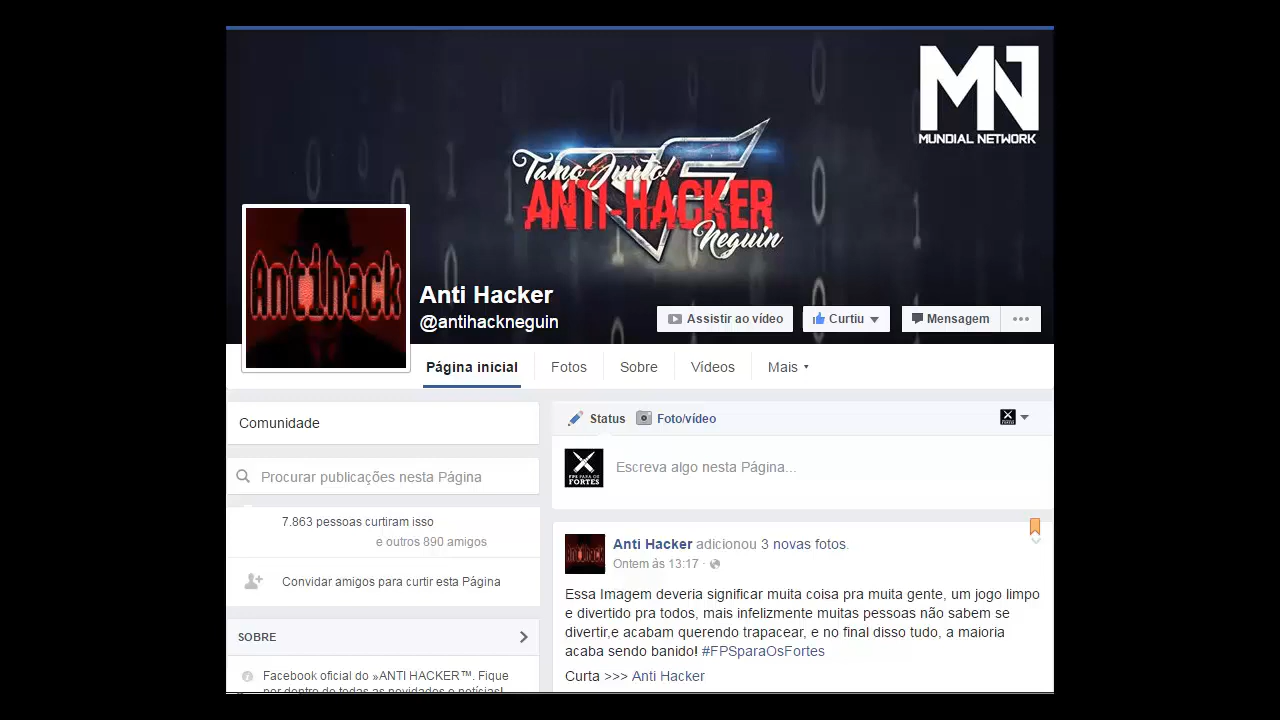 MN
MUNDIAL NETWORK
Tamo Junto!
ANTI-HACKER
Neguin
Antihack
Anti Hacker
@antihackneguin
Assistir ao vídeo
Curtiu
Mensagem
Página inicial
Fotos
Sobre
Vídeos
Mais
Comunidade
Procurar publicações nesta Página
7.863 pessoas curtiram isso
e outros 890 amigos
Convidar amigos para curtir esta Página
SOBRE
Facebook oficial do »ANTI HACKER™. Fique
por dentro de todas as novidades e notícias!
Status
Foto/vídeo
FPS PARA OS
FORTES
Escreva algo nesta Página...
Antihack
Anti Hacker adicionou 3 novas fotos.
Ontem às 13:17 ·
Essa Imagem deveria significar muita coisa pra muita gente, um jogo limpo
e divertido pra todos, mais infelizmente muitas pessoas não sabem se
divertir,e acabam querendo trapacear, e no final disso tudo, a maioria
acaba sendo banido! #FPSparaOsFortes
Curta >>> Anti Hacker